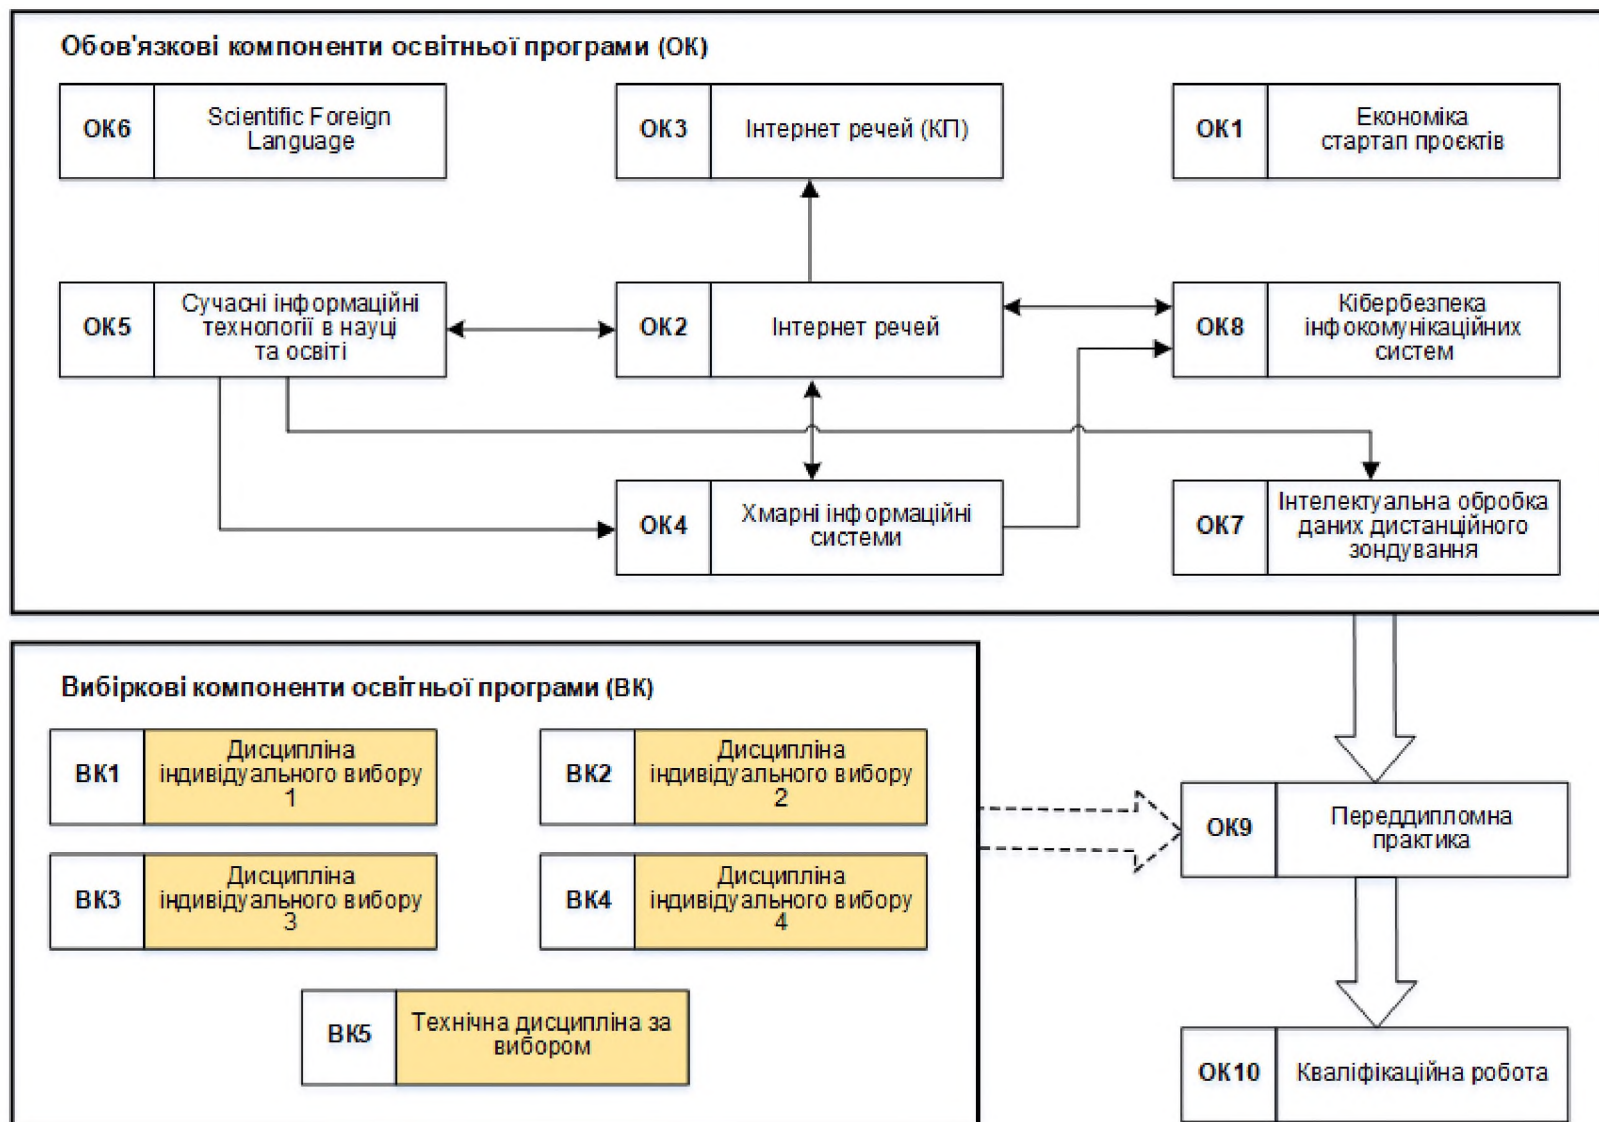 Обов'язкові компоненти освітньої програми (ОК)
ОК6
Scientific Foreign
Language
ОК3
Інтернет речей (КП)
ОК1
Економіка
стартап проєктів
ОК5
Сучасні інформаційні
технології в науці
та освіті
ОК2
Інтернет речей
ОК8
Кібербезпека
інфокомунікаційних
систем
ОК4
Хмарні інформаційні
системи
ОК7
Інтелектуальна обробка
даних дистанційного
зондування
Вибіркові компоненти освітньої програми (ВК)
ВК1
Дисципліна
індивідуального вибору
1
ВК2
Дисципліна
індивідуального вибору
2
ВК3
Дисципліна
індивідуального вибору
3
ВК4
Дисципліна
індивідуального вибору
4
ВК5
Технічна дисципліна за
вибором
ОК9
Переддипломна
практика
ОК10
Кваліфікаційна робота